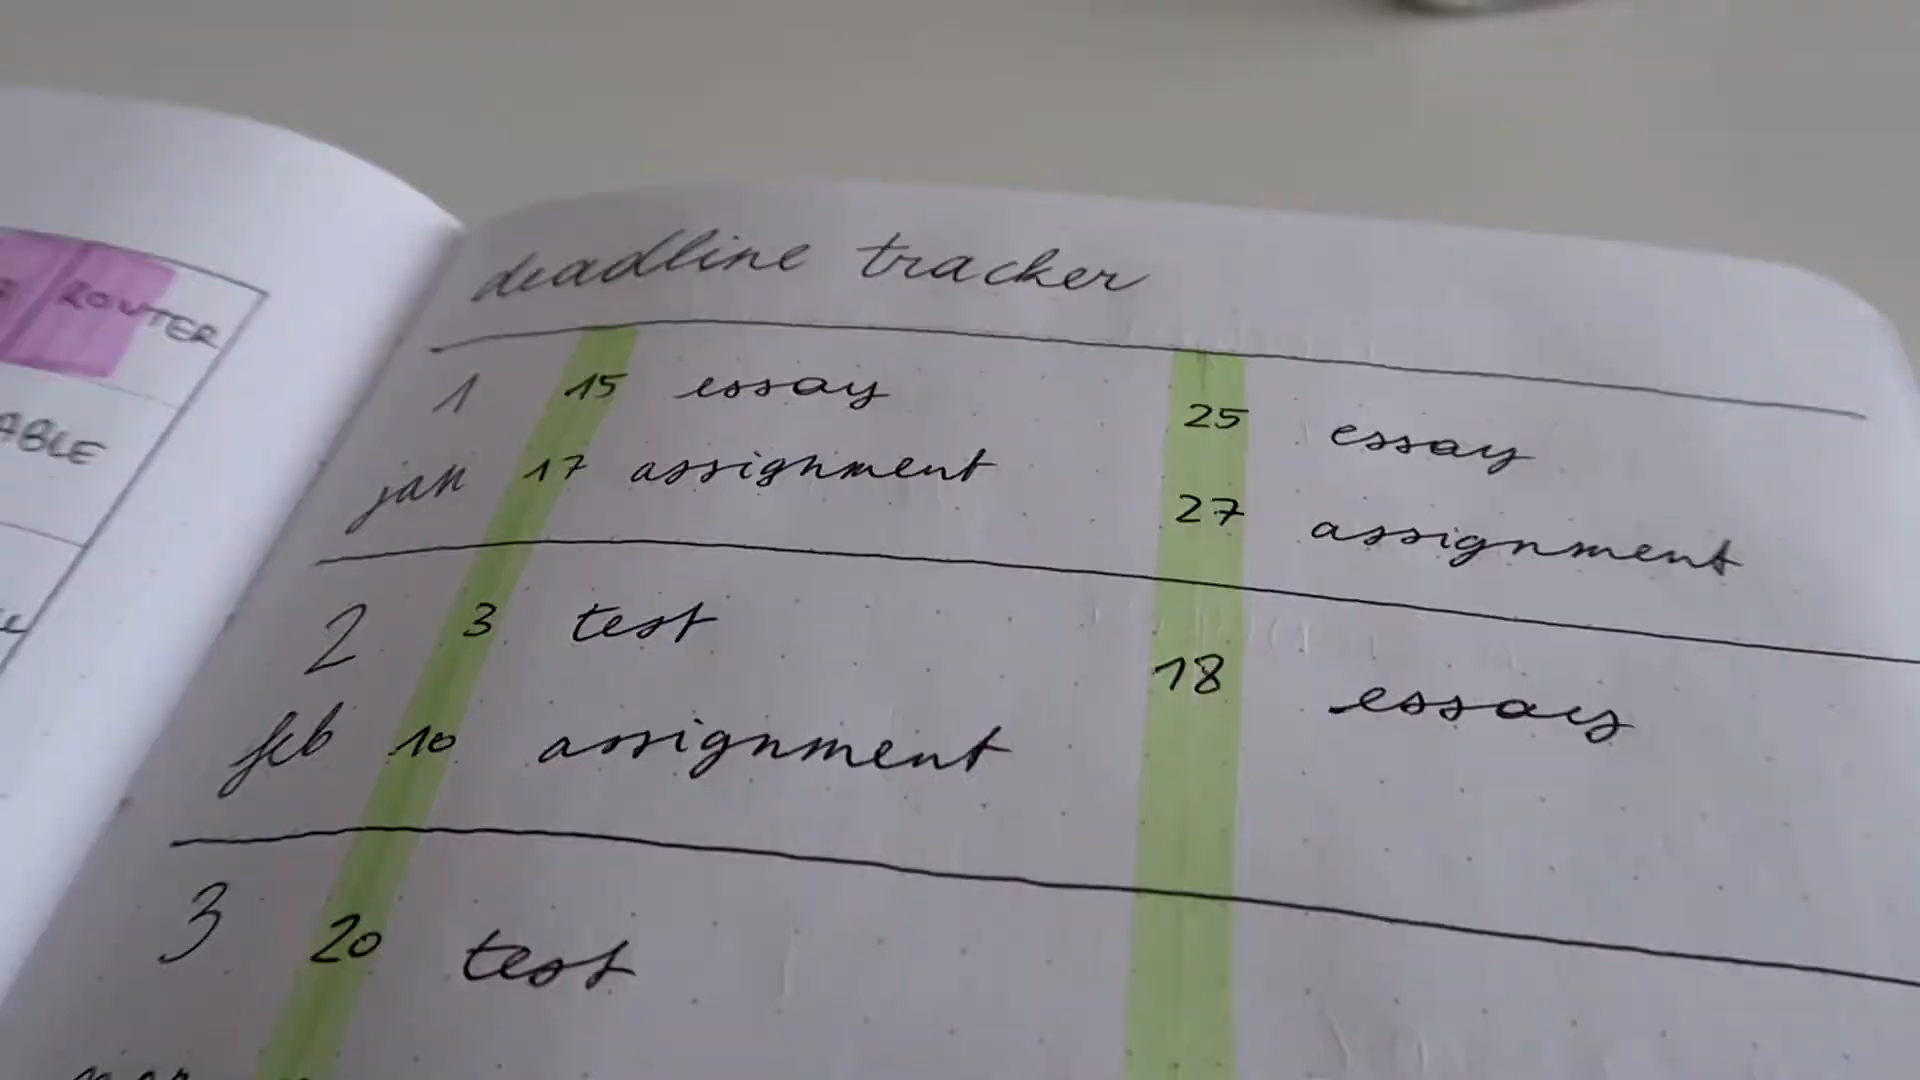 ROUTER
ABLE
deadline tracker
1 15 essay 25 essay
jan 17 assignment 27 assignment
2 3 test 18 essay
feb 10 assignment
3 20 test